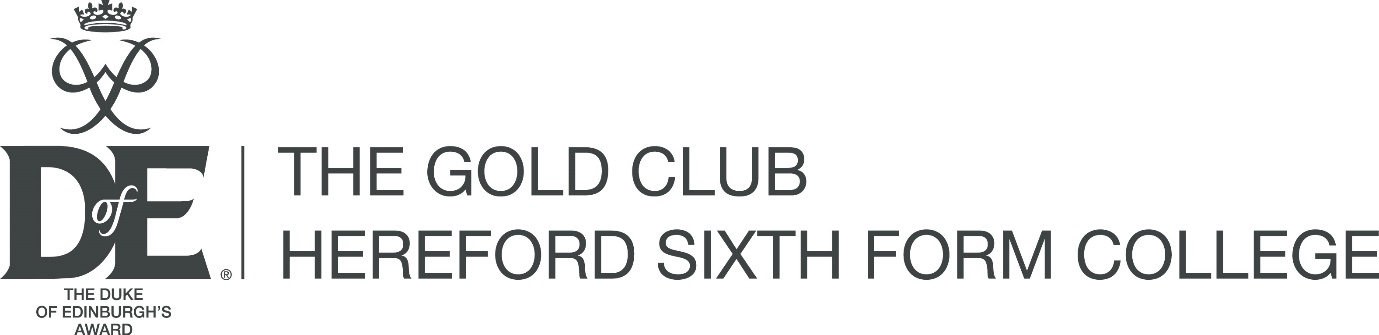 DofE®
THE DUKE
OF EDINBURGH'S
AWARD
THE GOLD CLUB
HEREFORD SIXTH FORM COLLEGE